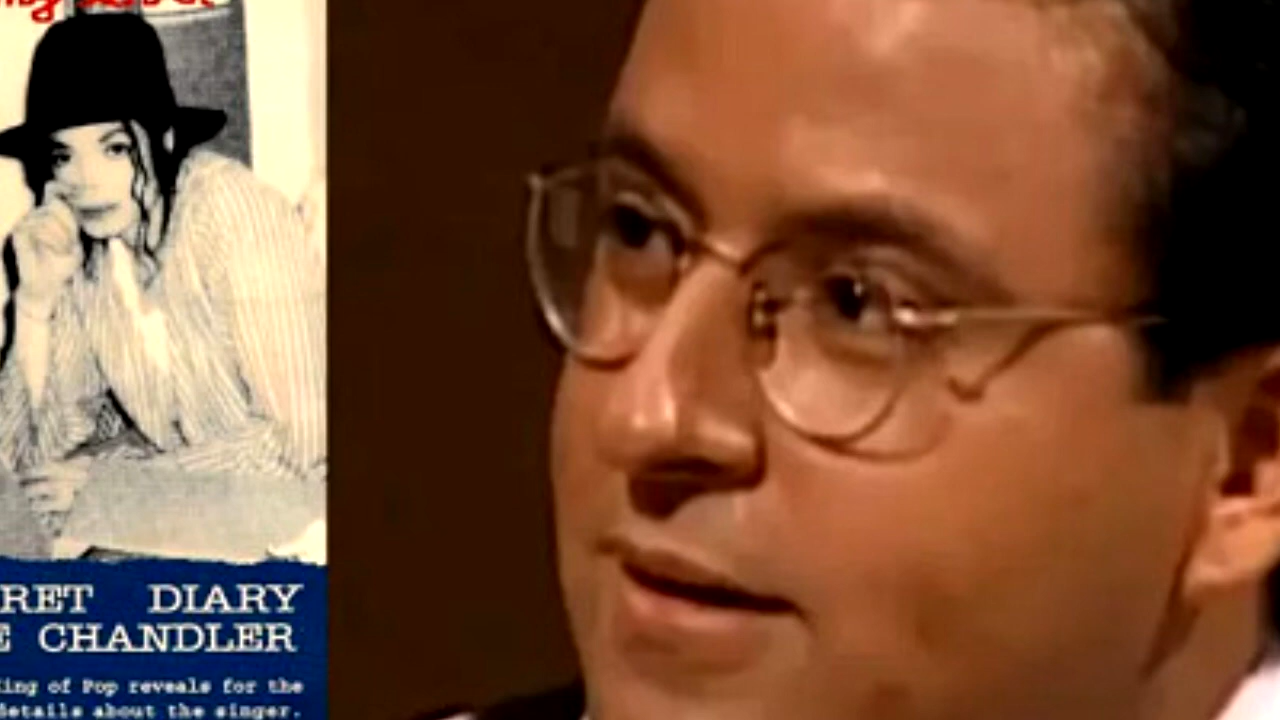 RET DIARY
E CHANDLER
ing of Pop reveals for the
details about the singer.